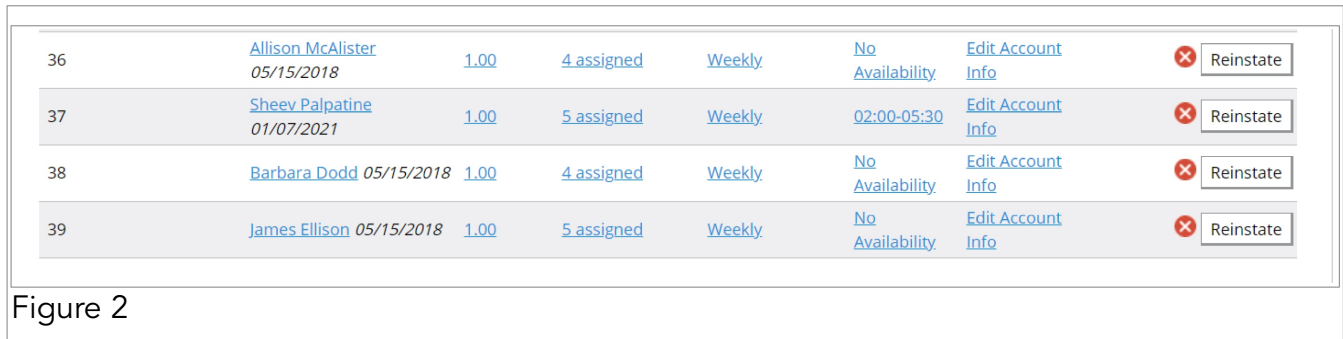 36 Allison McAlister 05/15/2018 1.00 4 assigned Weekly No Availability Edit Account Info Reinstate
37 Sheev Palpatine 01/07/2021 1.00 5 assigned Weekly 02:00-05:30 Edit Account Info Reinstate
38 Barbara Dodd 05/15/2018 1.00 4 assigned Weekly No Availability Edit Account Info Reinstate
39 James Ellison 05/15/2018 1.00 5 assigned Weekly No Availability Edit Account Info Reinstate
Figure 2